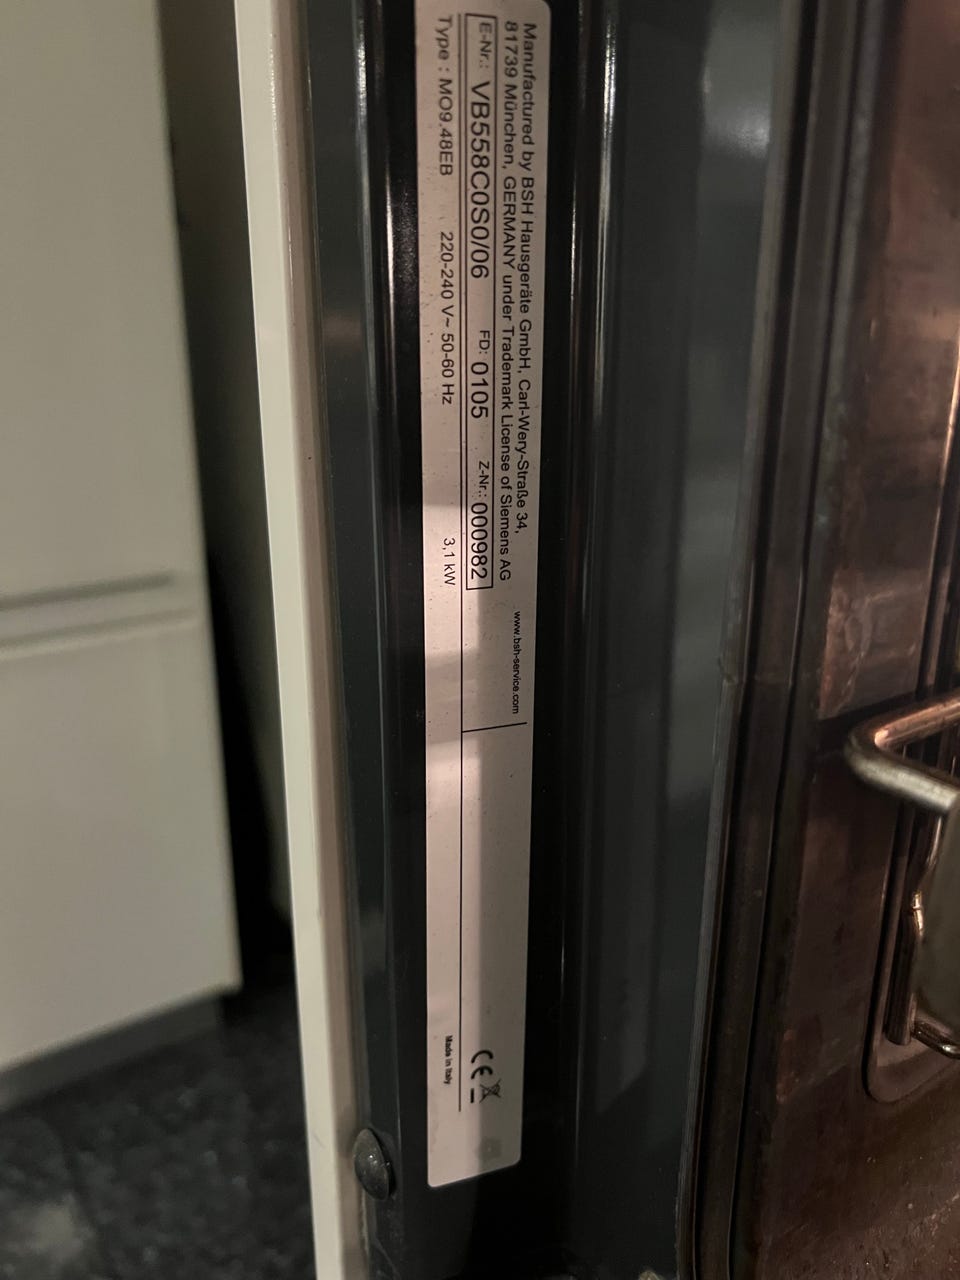 Manufactured by BSH Hausgeräte GmbH, Carl-Wery-Straße 34,
81739 München, GERMANY under Trademark License of Siemens AG
www.bsh-service.com
E-Nr.: VB558C0S0/06 FD: 0105 Z-Nr.: 000982
Type : MO9.48EB 220-240 V~ 50-60 Hz 3,1 kW
CE
Made in Italy